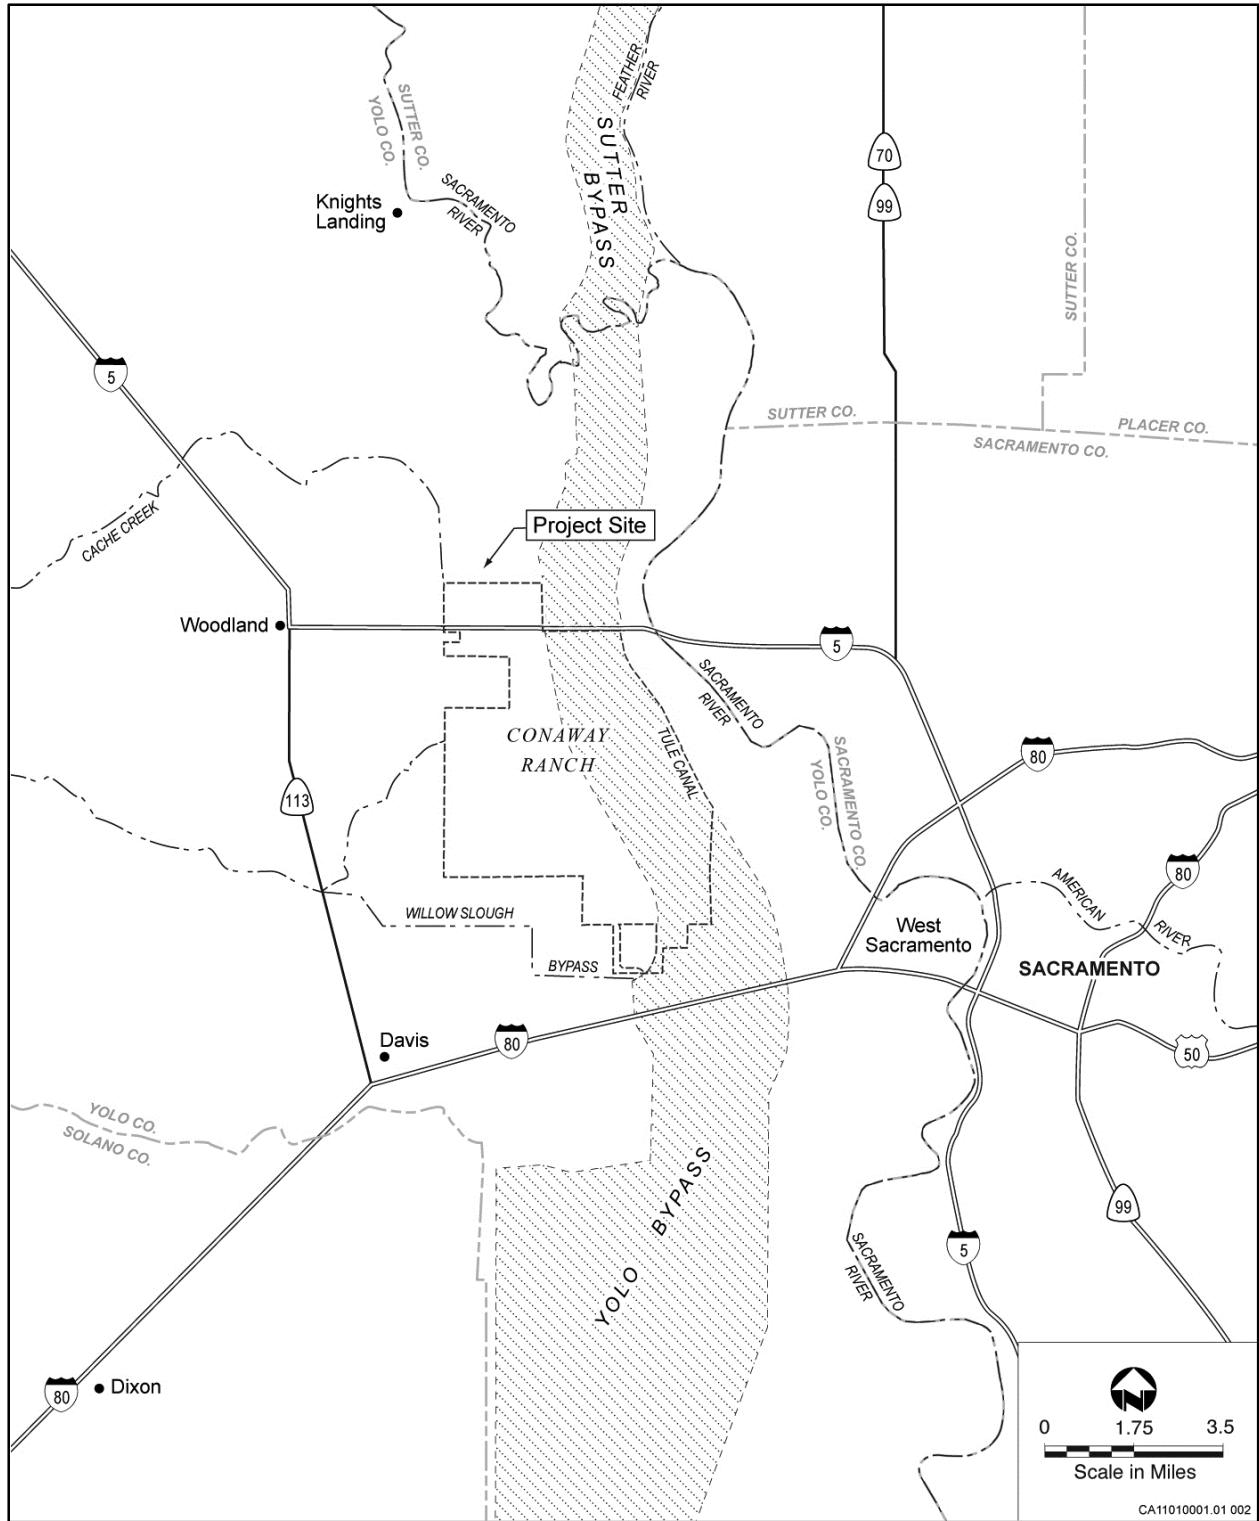 FEATHER
RIVER
SUTTER CO.
YOLO CO.
SUTTER
BYPASS
70
99
Knights
Landing
SACRAMENTO
RIVER
SUTTER CO.
5
SUTTER CO.
PLACER CO.
SACRAMENTO CO.
CACHE CREEK
Project Site
Woodland
5
SACRAMENTO
RIVER
CONAWAY
RANCH
TULE CANAL
SACRAMENTO CO.
YOLO CO.
80
113
80
AMERICAN
RIVER
WILLOW SLOUGH
BYPASS
West
Sacramento
SACRAMENTO
Davis
80
50
YOLO CO.
SOLANO CO.
YOLO BYPASS
99
5
SACRAMENTO
RIVER
80
Dixon
N
0 1.75 3.5
Scale in Miles
CA11010001.01 002